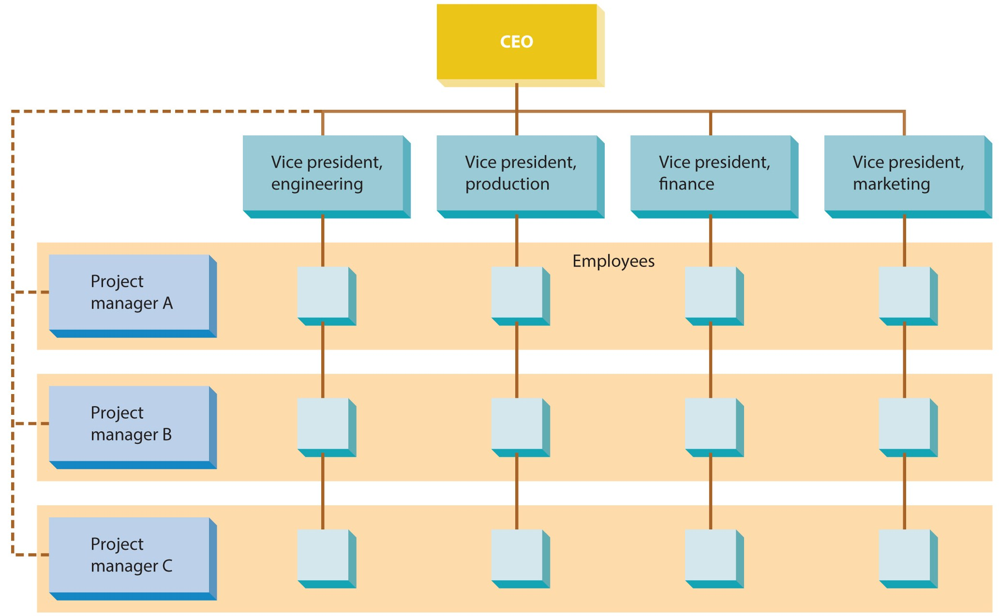 CEO
Vice president,
engineering
Vice president,
production
Vice president,
finance
Vice president,
marketing
Employees
Project
manager A
Project
manager B
Project
manager C